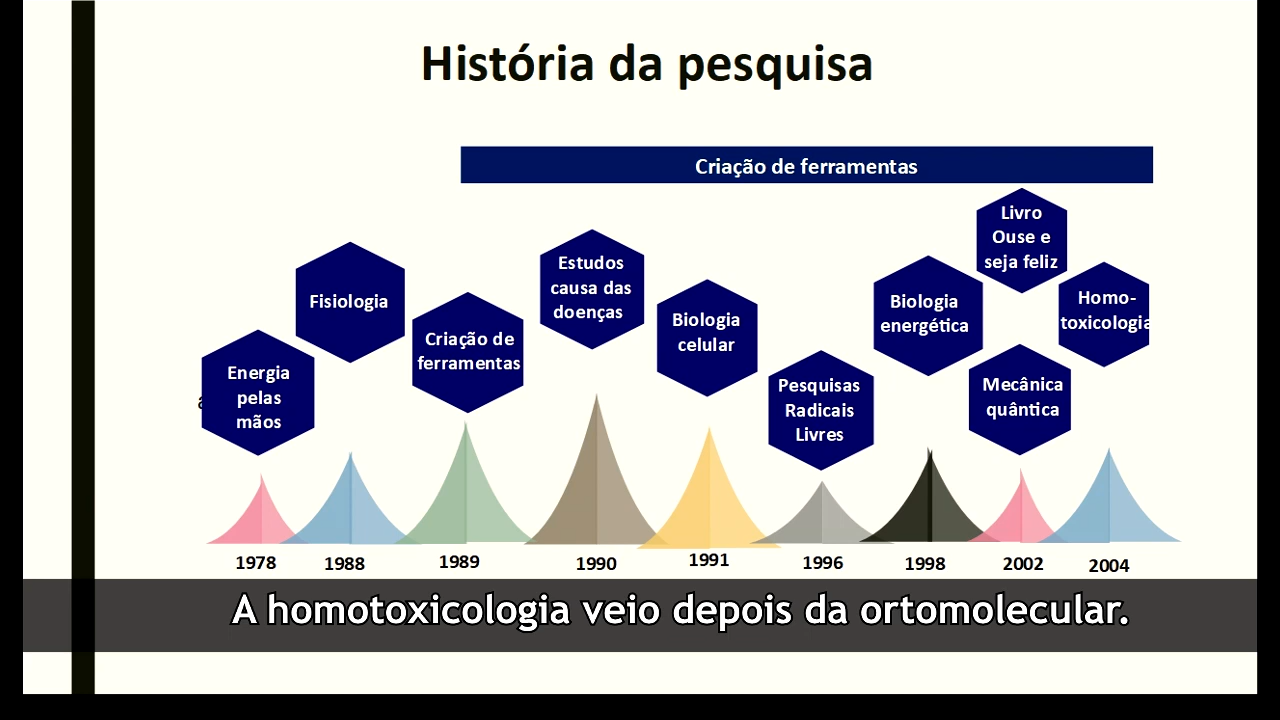 História da pesquisa
Criação de ferramentas
Energia
pelas
mãos
Fisiologia
Criação de
ferramentas
Estudos
causa das
doenças
Biologia
celular
Pesquisas
Radicais
Livres
Biologia
energética
Livro
Ouse e
seja feliz
Mecânica
quântica
Homo-
toxicologia
1978
1988
1989
1990
1991
1996
1998
2002
2004
A homotoxicologia veio depois da ortomolecular.